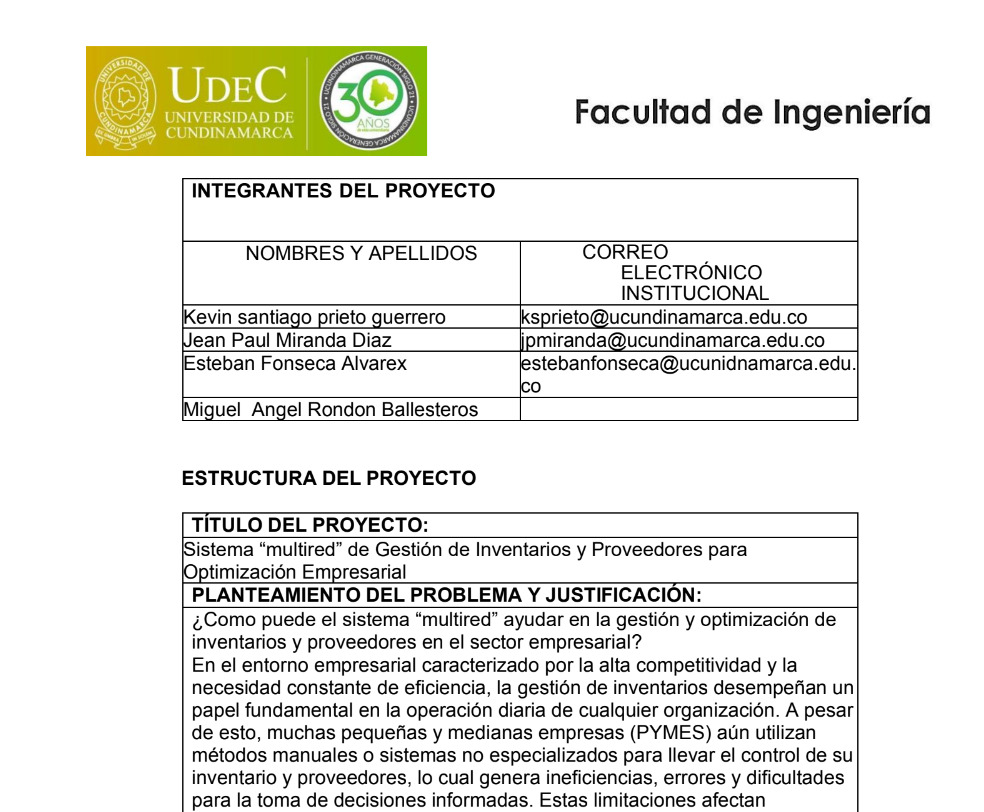 UDEC
UNIVERSIDAD DE
CUNDINAMARCA
30
AÑOS
Facultad de Ingeniería
INTEGRANTES DEL PROYECTO
NOMBRES Y APELLIDOS
CORREO
ELECTRÓNICO
INSTITUCIONAL
Kevin santiago prieto guerrero
ksprieto@ucundinamarca.edu.co
Jean Paul Miranda Diaz
jpmiranda@ucundinamarca.edu.co
Esteban Fonseca Alvarex
estebanfonseca@ucunidnamarca.edu.
co
Miguel  Angel Rondon Ballesteros
ESTRUCTURA DEL PROYECTO
TÍTULO DEL PROYECTO:
Sistema “multired” de Gestión de Inventarios y Proveedores para
Optimización Empresarial
PLANTEAMIENTO DEL PROBLEMA Y JUSTIFICACIÓN:
¿Como puede el sistema “multired” ayudar en la gestión y optimización de
inventarios y proveedores en el sector empresarial?
En el entorno empresarial caracterizado por la alta competitividad y la
necesidad constante de eficiencia, la gestión de inventarios desempeñan un
papel fundamental en la operación diaria de cualquier organización. A pesar
de esto, muchas pequeñas y medianas empresas (PYMES) aún utilizan
métodos manuales o sistemas no especializados para llevar el control de su
inventario y proveedores, lo cual genera ineficiencias, errores y dificultades
para la toma de decisiones informadas. Estas limitaciones afectan